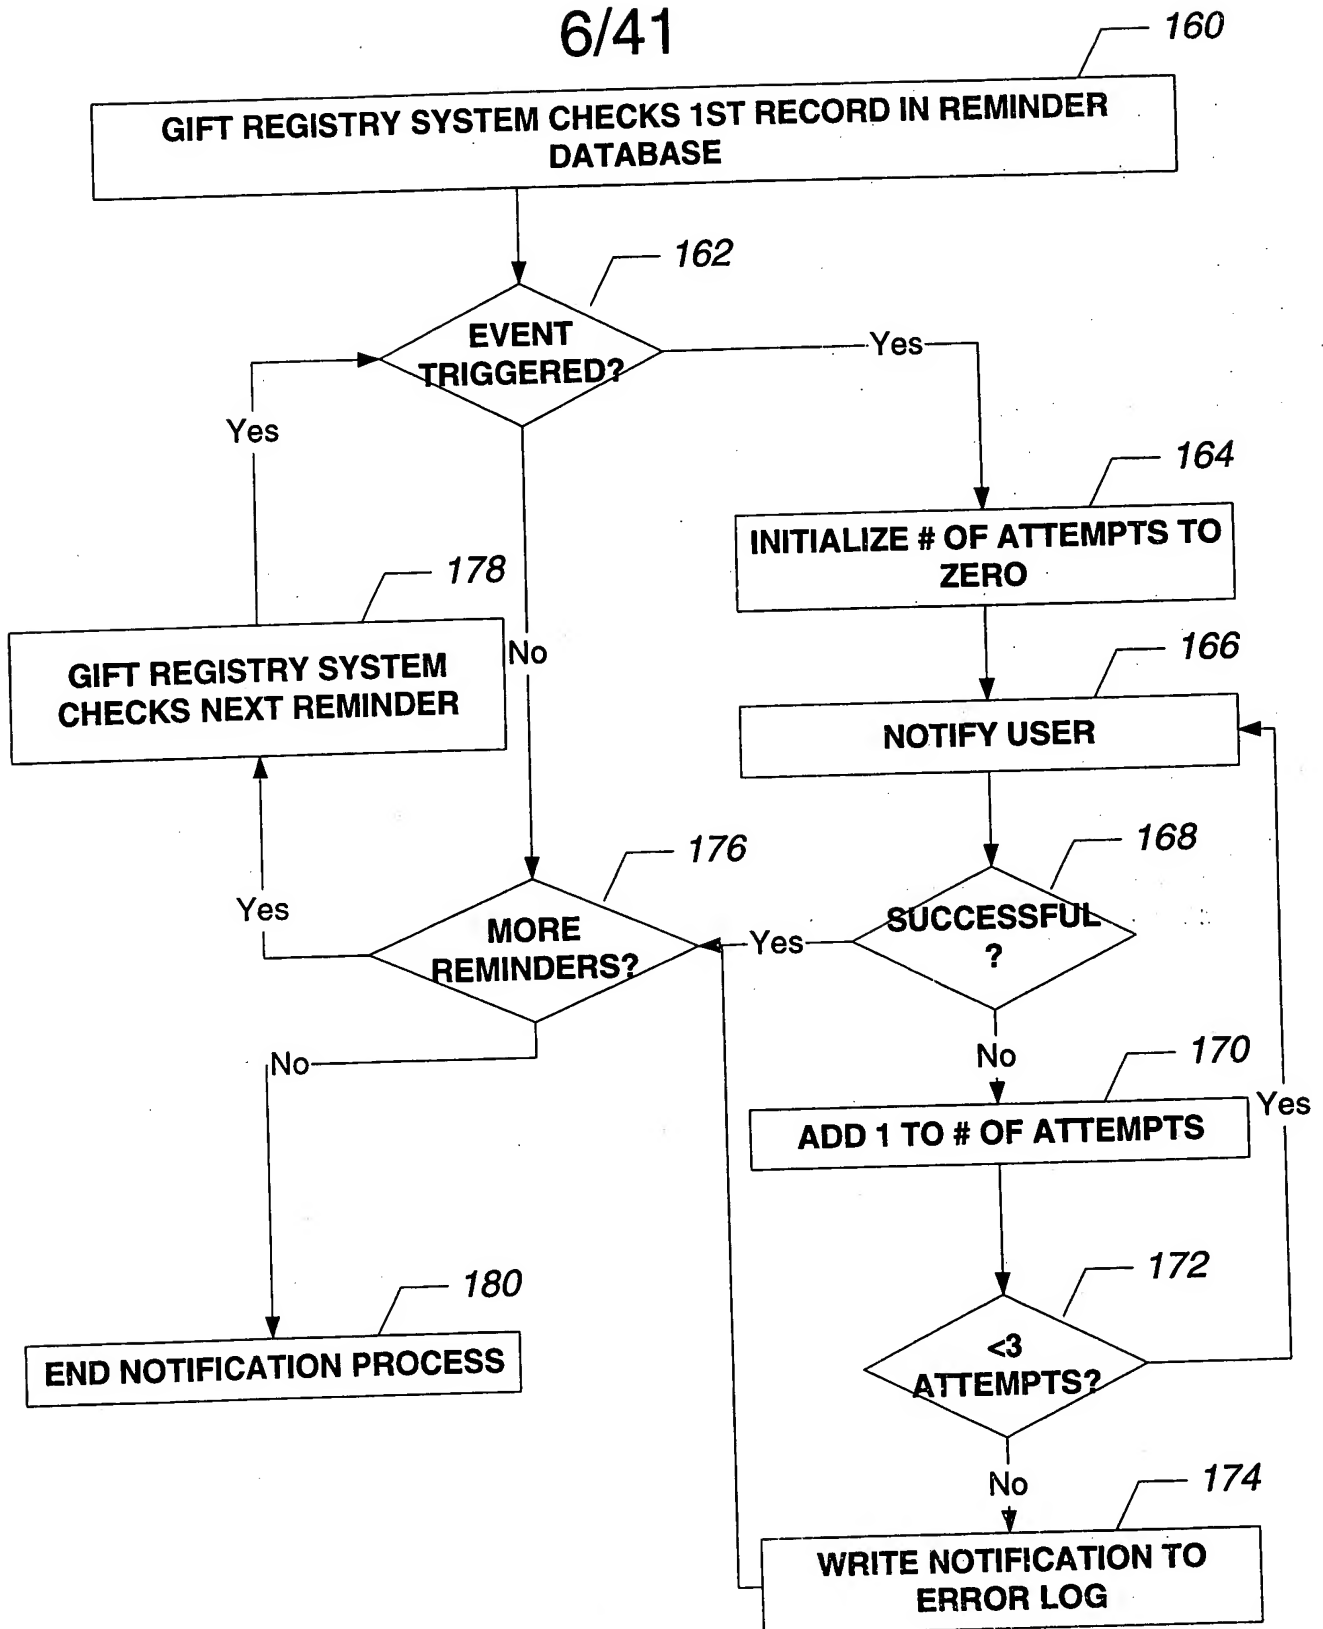 6/41
160
GIFT REGISTRY SYSTEM CHECKS 1ST RECORD IN REMINDER
DATABASE
162
EVENT
TRIGGERED?
Yes
Yes
164
INITIALIZE # OF ATTEMPTS TO
ZERO
178
GIFT REGISTRY SYSTEM
CHECKS NEXT REMINDER
No
166
NOTIFY USER
176
MORE
REMINDERS?
Yes
168
SUCCESSFUL
?
Yes
No
No
170
ADD 1 TO # OF ATTEMPTS
Yes
172
<3
ATTEMPTS?
180
END NOTIFICATION PROCESS
No
174
WRITE NOTIFICATION TO
ERROR LOG